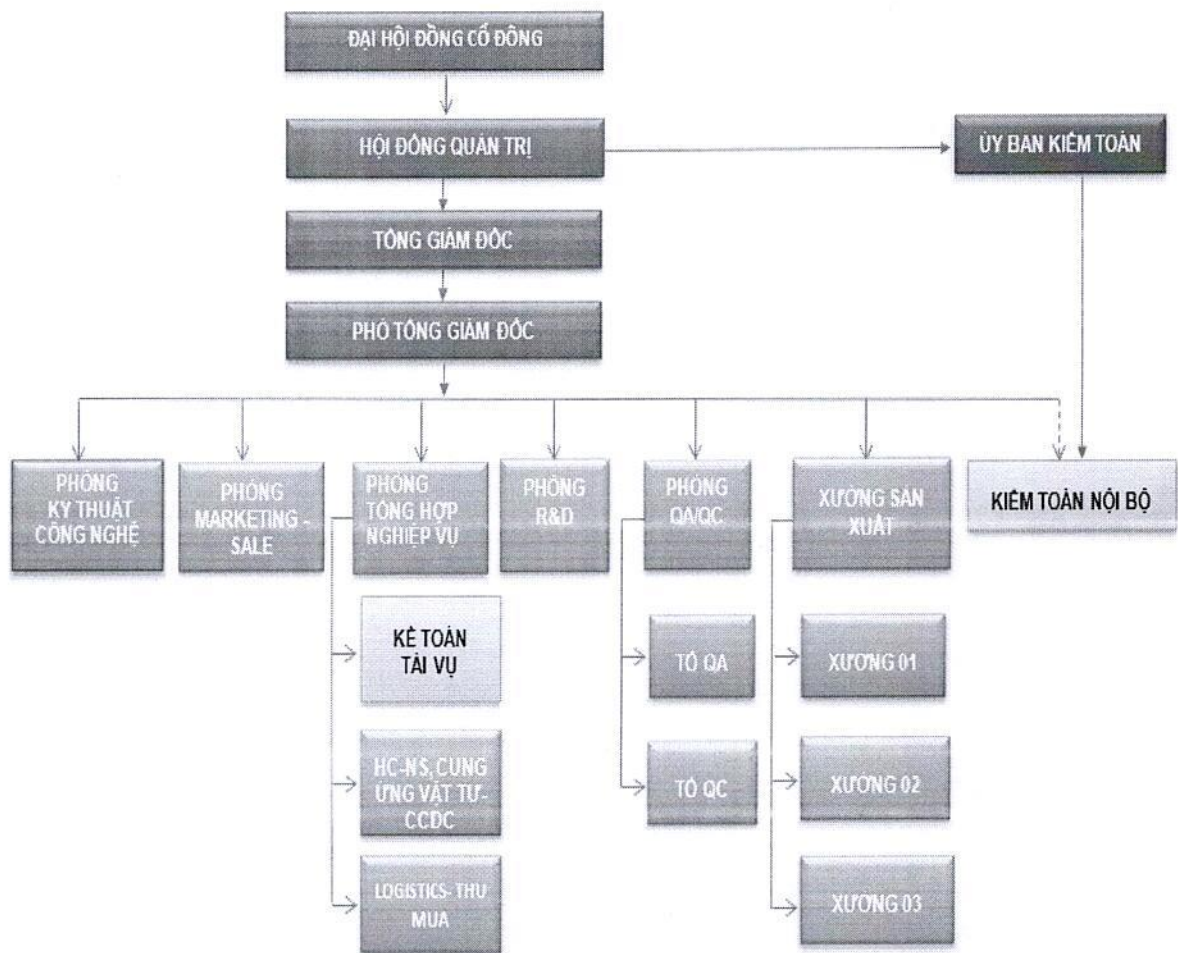 ĐẠI HỘI ĐỒNG CỔ ĐÔNG
HỘI ĐỒNG QUẢN TRỊ
ỦY BAN KIỂM TOÁN
TỔNG GIÁM ĐỐC
PHÓ TỔNG GIÁM ĐỐC
PHÒNG
KỸ THUẬT
CÔNG NGHỆ
PHÒNG
MARKETING -
SALE
PHÒNG
TỔNG HỢP
NGHIỆP VỤ
PHÒNG
R&D
PHÒNG
QA/QC
XƯỞNG SẢN
XUẤT
KIỂM TOÁN NỘI BỘ
KẾ TOÁN
TÀI VỤ
TỔ QA
XƯỞNG 01
HC-NS, CUNG
ỨNG VẬT TƯ-
CCDC
TỔ QC
XƯỞNG 02
LOGISTICS- THU
MUA
XƯỞNG 03